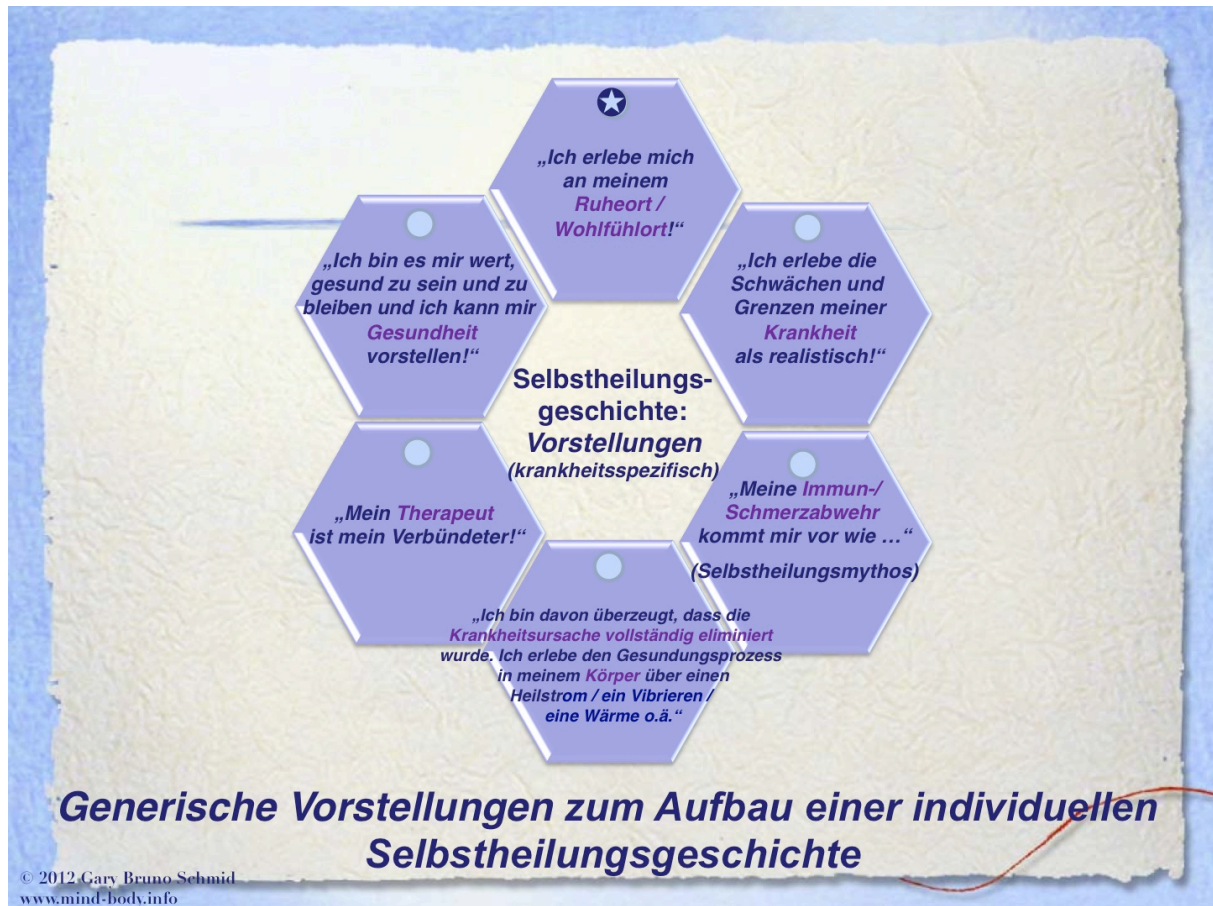 „Ich erlebe mich
an meinem
Ruheort /
Wohlfühlort!“
„Ich erlebe die
Schwächen und
Grenzen meiner
Krankheit
als realistisch!“
„Meine Immun-/
Schmerzabwehr
kommt mir vor wie …“
(Selbstheilungsmythos)
„Ich bin davon überzeugt, dass die
Krankheitsursache vollständig eliminiert
wurde. Ich erlebe den Gesundungsprozess
in meinem Körper über einen
Heilstrom / ein Vibrieren /
eine Wärme o.ä.“
„Mein Therapeut
ist mein Verbündeter!“
„Ich bin es mir wert,
gesund zu sein und zu
bleiben und ich kann mir
Gesundheit
vorstellen!“
Selbstheilungs-
geschichte:
Vorstellungen
(krankheitsspezifisch)
Generische Vorstellungen zum Aufbau einer individuellen
Selbstheilungsgeschichte
© 2012 Gary Bruno Schmid
www.mind-body.info